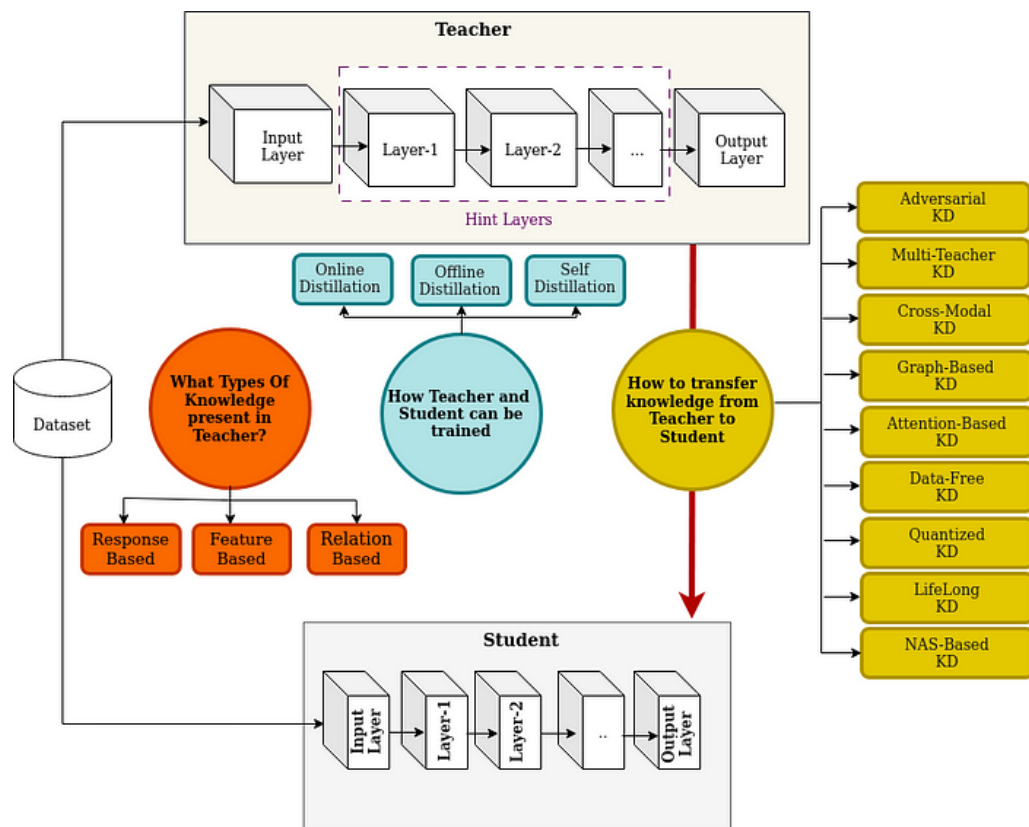 Teacher
Input
Layer
Layer-1
Layer-2
...
Output
Layer
Hint Layers
Online
Distillation
Offline
Distillation
Self
Distillation
Adversarial
KD
Multi-Teacher
KD
Cross-Modal
KD
Graph-Based
KD
Attention-Based
KD
Data-Free
KD
Quantized
KD
LifeLong
KD
NAS-Based
KD
Dataset
What Types Of
Knowledge
present in
Teacher?
How Teacher and
Student can be
trained
How to transfer
knowledge from
Teacher to
Student
Response
Based
Feature
Based
Relation
Based
Student
Input
Layer
Layer-1
Layer-2
..
Output
Layer